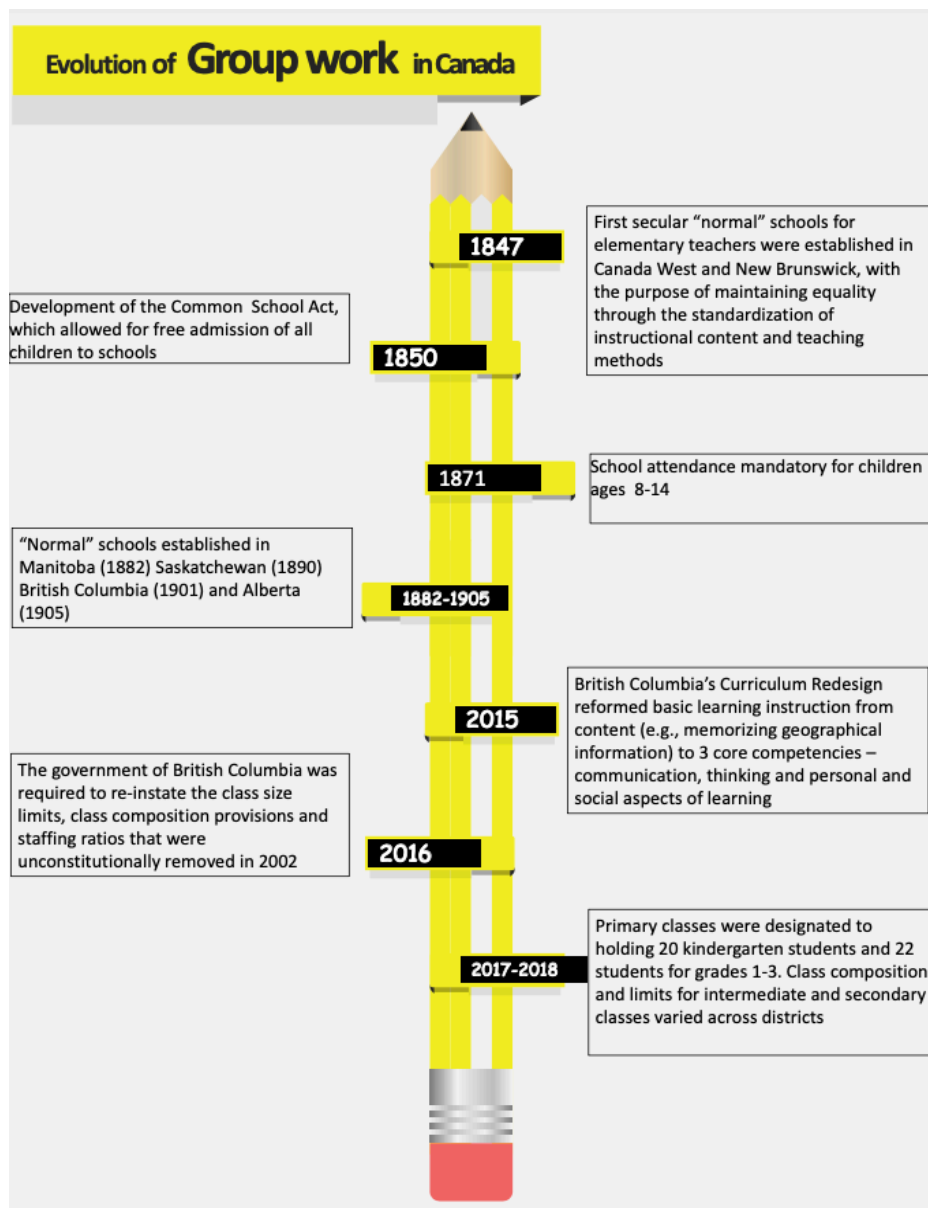 Evolution of Group work in Canada
1847
First secular “normal” schools for
elementary teachers were established in
Canada West and New Brunswick, with
the purpose of maintaining equality
through the standardization of
instructional content and teaching
methods
Development of the Common School Act,
which allowed for free admission of all
children to schools
1850
1871
School attendance mandatory for children
ages 8-14
“Normal” schools established in
Manitoba (1882) Saskatchewan (1890)
British Columbia (1901) and Alberta
(1905)
1882-1905
2015
British Columbia’s Curriculum Redesign
reformed basic learning instruction from
content (e.g., memorizing geographical
information) to 3 core competencies –
communication, thinking and personal and
social aspects of learning
The government of British Columbia was
required to re-instate the class size
limits, class composition provisions and
staffing ratios that were
unconstitutionally removed in 2002
2016
2017-2018
Primary classes were designated to
holding 20 kindergarten students and 22
students for grades 1-3. Class composition
and limits for intermediate and secondary
classes varied across districts